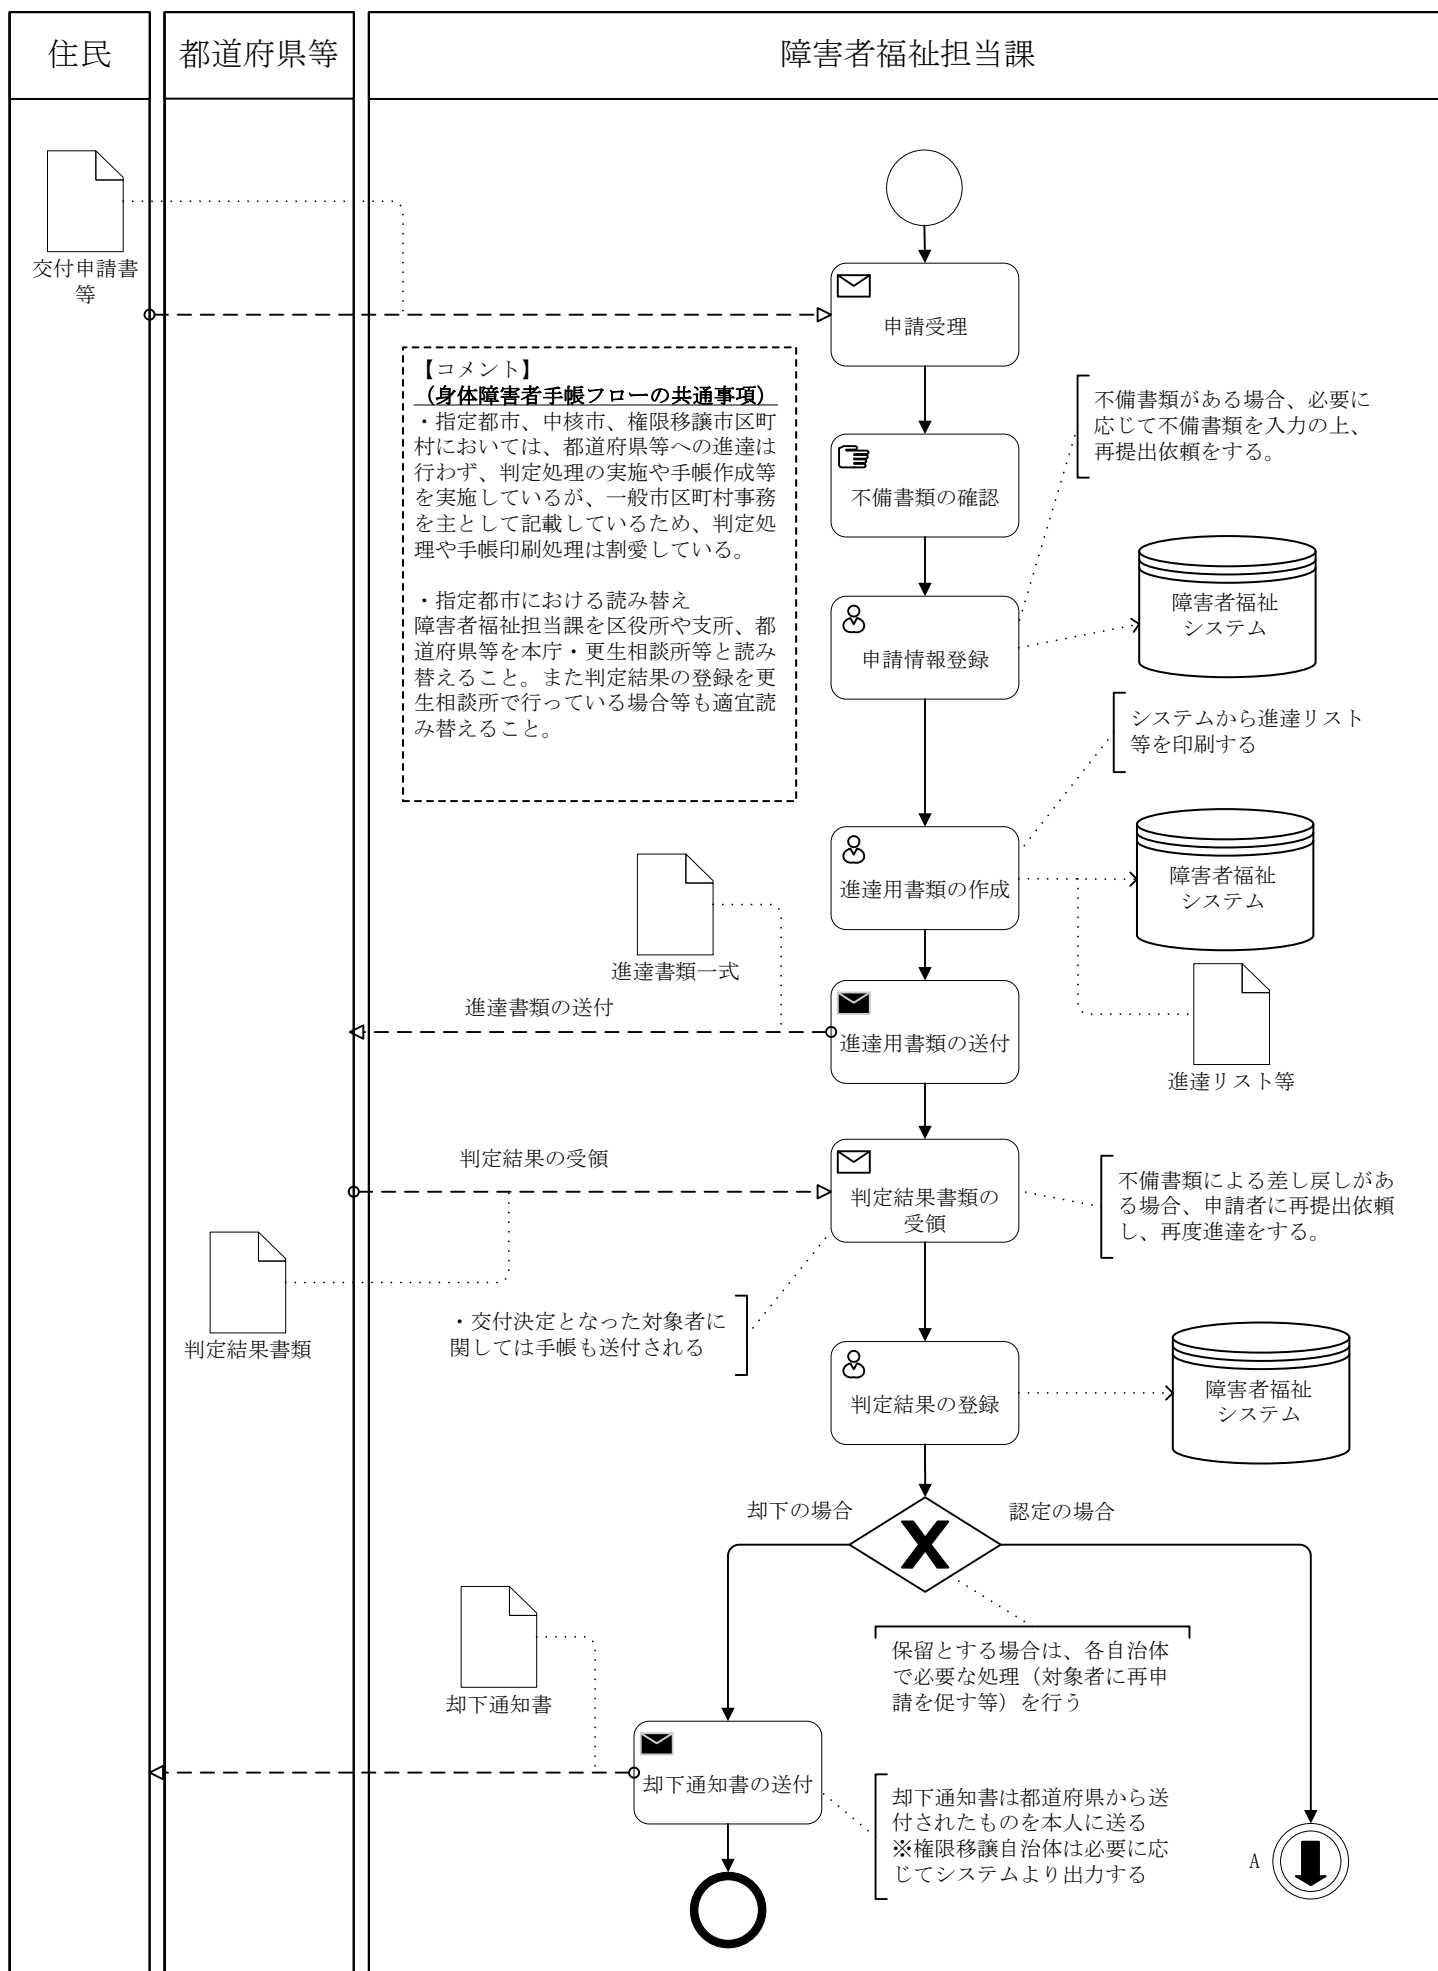 住民
都道府県等
障害者福祉担当課
交付申請書
等
申請受理
【コメント】
（身体障害者手帳フローの共通事項）
・指定都市、中核市、権限移譲市区町
村においては、都道府県等への進達は
行わず、判定処理の実施や手帳作成等
を実施しているが、一般市区町村事務
を主として記載しているため、判定処
理や手帳印刷処理は割愛している。
・指定都市における読み替え
障害者福祉担当課を区役所や支所、都
道府県等を本庁・更生相談所等と読み
替えること。また判定結果の登録を更
生相談所で行っている場合等も適宜読
み替えること。
不備書類がある場合、必要に
応じて不備書類を入力の上、
再提出依頼をする。
不備書類の確認
障害者福祉
システム
申請情報登録
システムから進達リスト
等を印刷する
進達用書類の作成
障害者福祉
システム
進達書類一式
進達書類の送付
進達用書類の送付
進達リスト等
判定結果の受領
判定結果書類の
受領
不備書類による差し戻しがあ
る場合、申請者に再提出依頼
し、再度進達をする。
判定結果書類
・交付決定となった対象者に
関しては手帳も送付される
判定結果の登録
障害者福祉
システム
却下の場合
認定の場合
保留とする場合は、各自治体
で必要な処理（対象者に再申
請を促す等）を行う
却下通知書
却下通知書の送付
却下通知書は都道府県から送
付されたものを本人に送る
※権限移譲自治体は必要に応
じてシステムより出力する
A